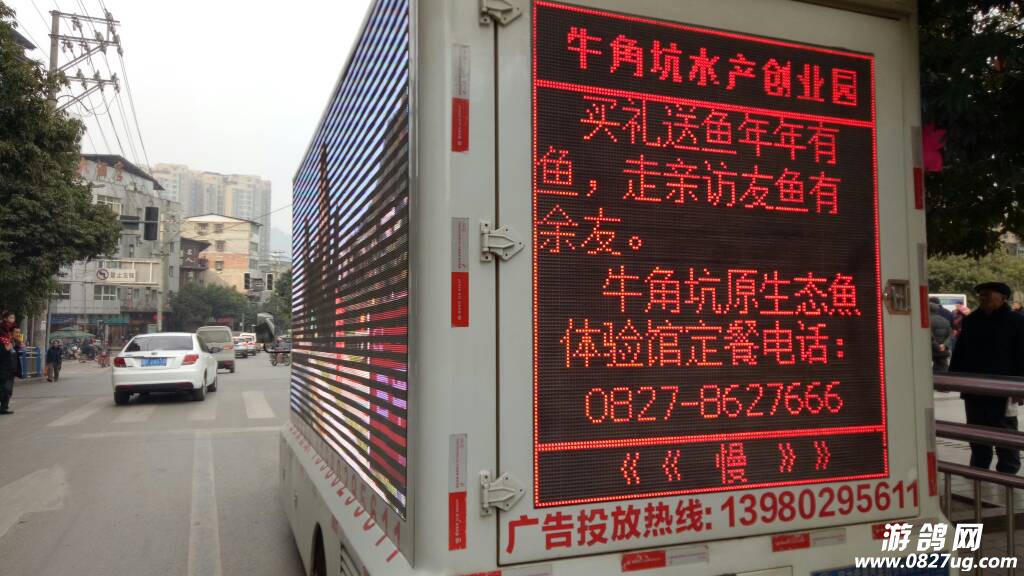 牛角坑水产创业园
买礼送鱼年年有
鱼，走亲访友鱼有
余友。
牛角坑原生态魚
体验馆定餐电话：
0827-8627666
《《 慢 》》
广告投放热线: 13980295611
游鸽网
www.0827ug.com